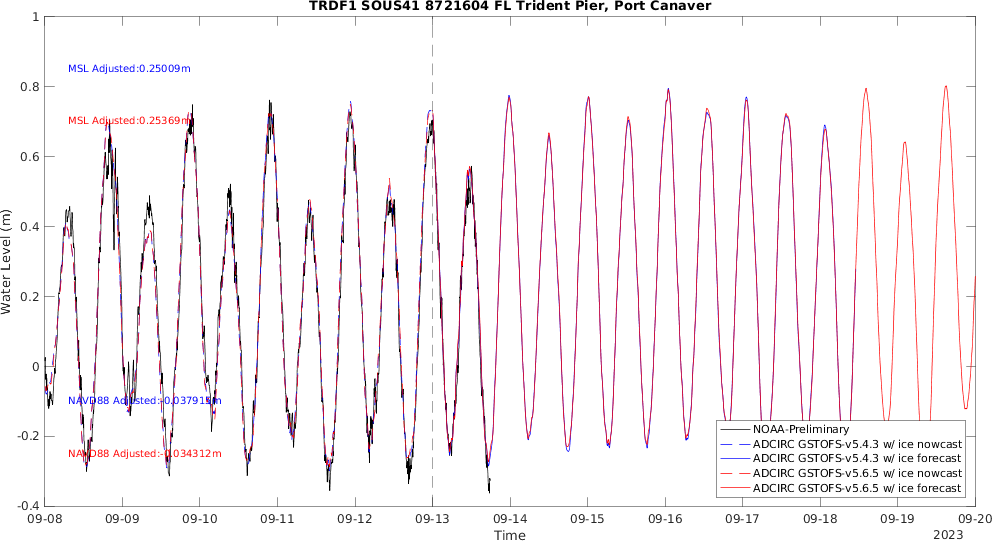 TRDF1 SOUS41 8721604 FL Trident Pier, Port Canaver
1
0.8
0.6
0.4
0.2
0
-0.2
-0.4
Water Level (m)
MSL Adjusted:0.25009m
MSL Adjusted:0.25369m
NAVD88 Adjusted:-0.037915m
NAVD88 Adjusted:-0.034312m
NOAA-Preliminary
ADCIRC GSTOFS-v5.4.3 w/ ice nowcast
ADCIRC GSTOFS-v5.4.3 w/ ice forecast
ADCIRC GSTOFS-v5.6.5 w/ ice nowcast
ADCIRC GSTOFS-v5.6.5 w/ ice forecast
09-08 09-09 09-10 09-11 09-12 09-13 09-14 09-15 09-16 09-17 09-18 09-19 09-20
Time
2023